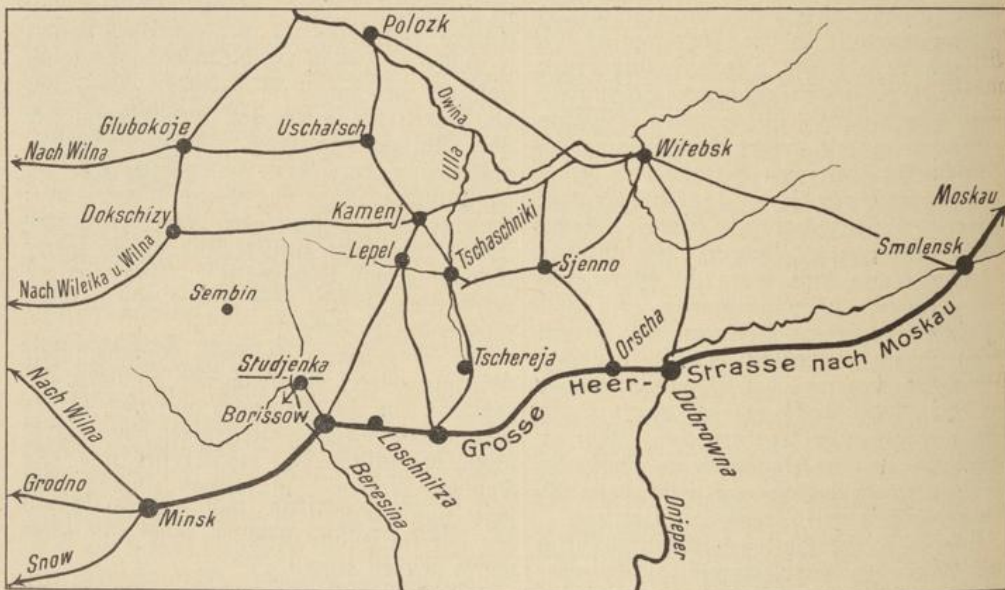 Polozk
Glubokoje
Uschatsch
Dwina
Ulla
Witebsk
Nach Wilna
Dokschizy
Kamenj
Moskau
Lepel
Tschaschniki
Smolensk
Nach Wileika u. Wilna
Sjenno
Sembin
Studjenka
Tschereja
Orscha
Nach Wilna
Borissow
Grosse Heer-Strasse nach Moskau
Loschnitza
Dubrowna
Grodno
Minsk
Beresina
Dnjeper
Snow